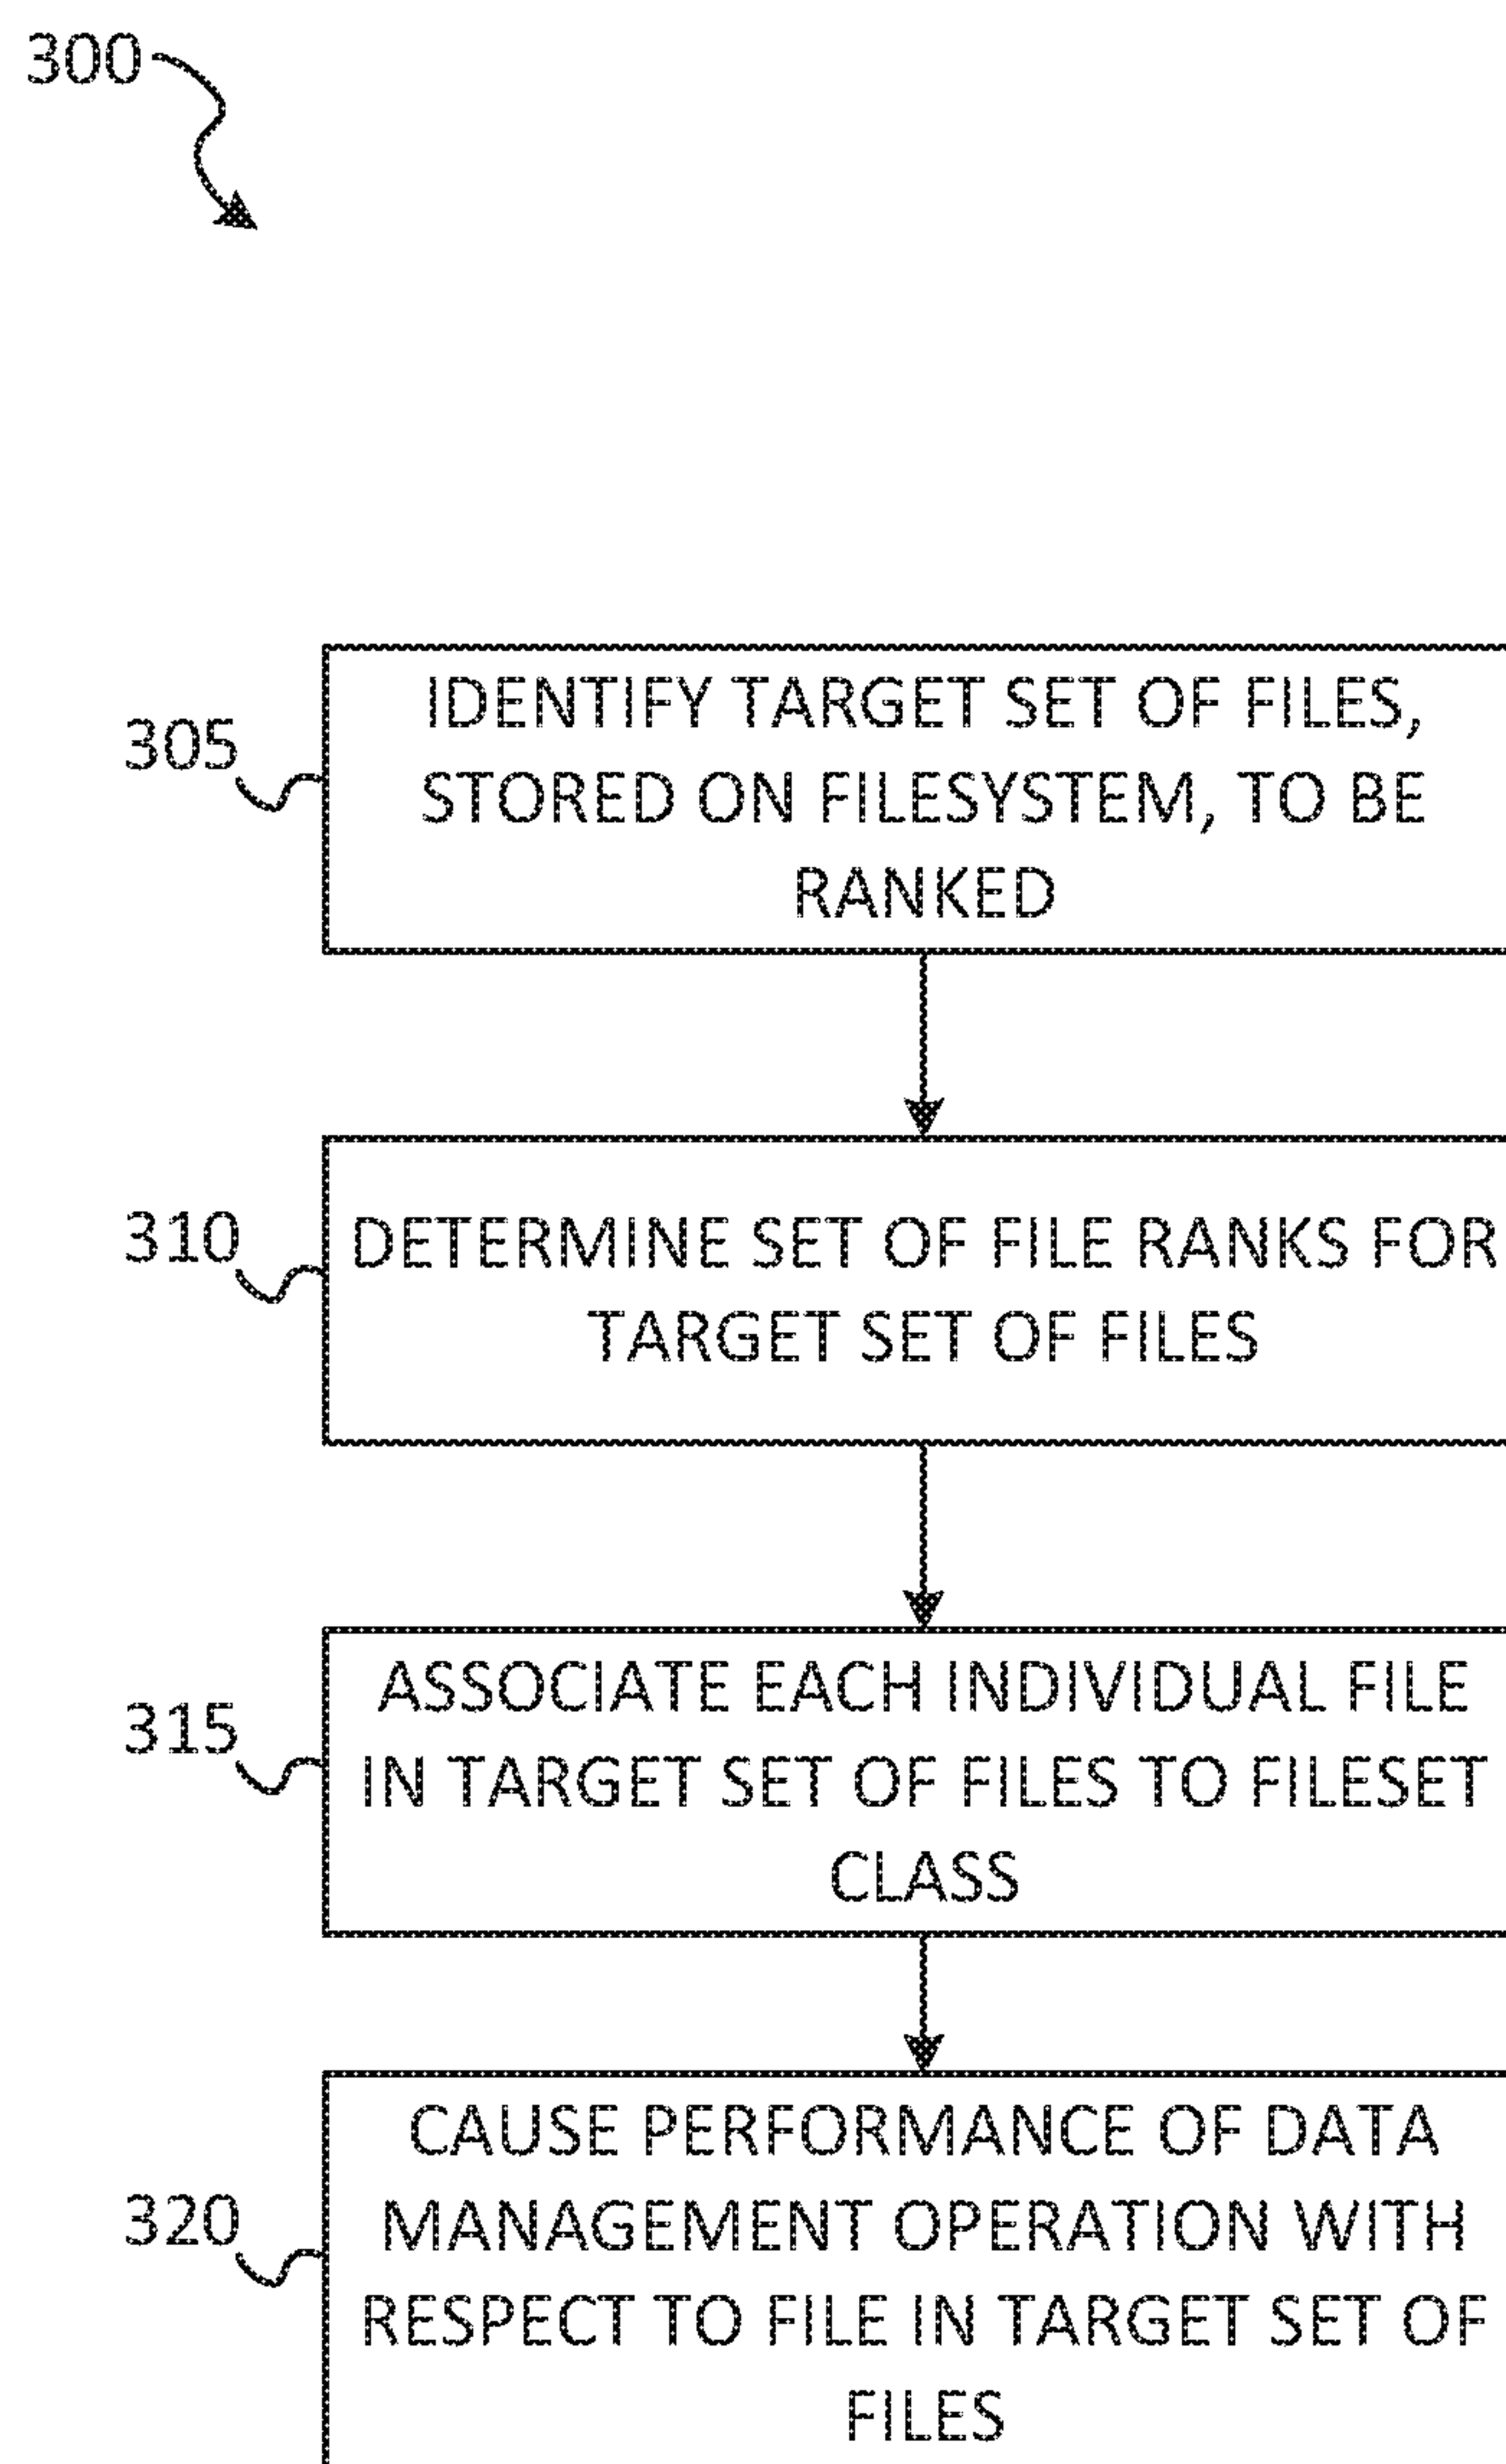 300
305
IDENTIFY TARGET SET OF FILES,
STORED ON FILESYSTEM, TO BE
RANKED
310
DETERMINE SET OF FILE RANKS FOR
TARGET SET OF FILES
315
ASSOCIATE EACH INDIVIDUAL FILE
IN TARGET SET OF FILES TO FILESET
CLASS
320
CAUSE PERFORMANCE OF DATA
MANAGEMENT OPERATION WITH
RESPECT TO FILE IN TARGET SET OF
FILES